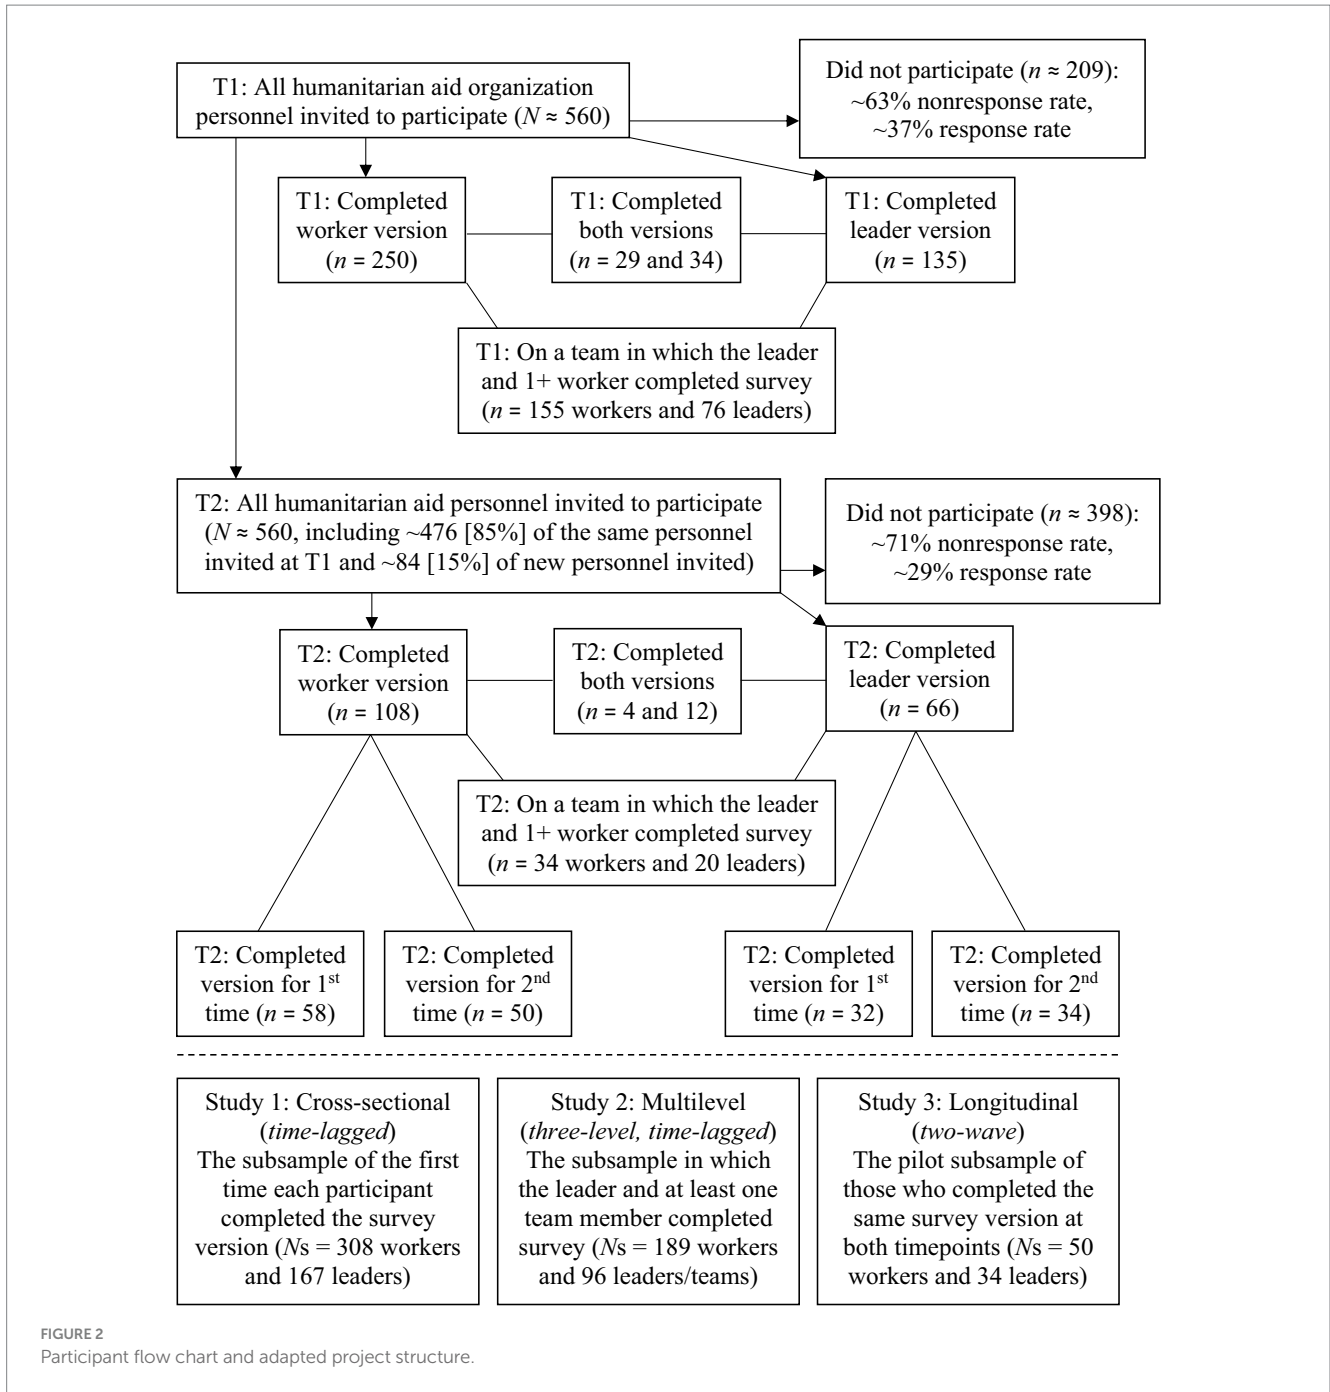 T1: All humanitarian aid organization
personnel invited to participate (N ≈ 560)
Did not participate (n ≈ 209):
~63% nonresponse rate,
~37% response rate
T1: Completed
worker version
(n = 250)
T1: Completed
both versions
(n = 29 and 34)
T1: Completed
leader version
(n = 135)
T1: On a team in which the leader
and 1+ worker completed survey
(n = 155 workers and 76 leaders)
T2: All humanitarian aid personnel invited to participate
(N ≈ 560, including ~476 [85%] of the same personnel
invited at T1 and ~84 [15%] of new personnel invited)
Did not participate (n ≈ 398):
~71% nonresponse rate,
~29% response rate
T2: Completed
worker version
(n = 108)
T2: Completed
both versions
(n = 4 and 12)
T2: Completed
leader version
(n = 66)
T2: On a team in which the leader
and 1+ worker completed survey
(n = 34 workers and 20 leaders)
T2: Completed
version for 1st
time (n = 58)
T2: Completed
version for 2nd
time (n = 50)
T2: Completed
version for 1st
time (n = 32)
T2: Completed
version for 2nd
time (n = 34)
Study 1: Cross-sectional
(time-lagged)
The subsample of the first
time each participant
completed the survey
version (Ns = 308 workers
and 167 leaders)
Study 2: Multilevel
(three-level, time-lagged)
The subsample in which
the leader and at least one
team member completed
survey (Ns = 189 workers
and 96 leaders/teams)
Study 3: Longitudinal
(two-wave)
The pilot subsample of
those who completed the
same survey version at
both timepoints (Ns = 50
workers and 34 leaders)
FIGURE 2
Participant flow chart and adapted project structure.